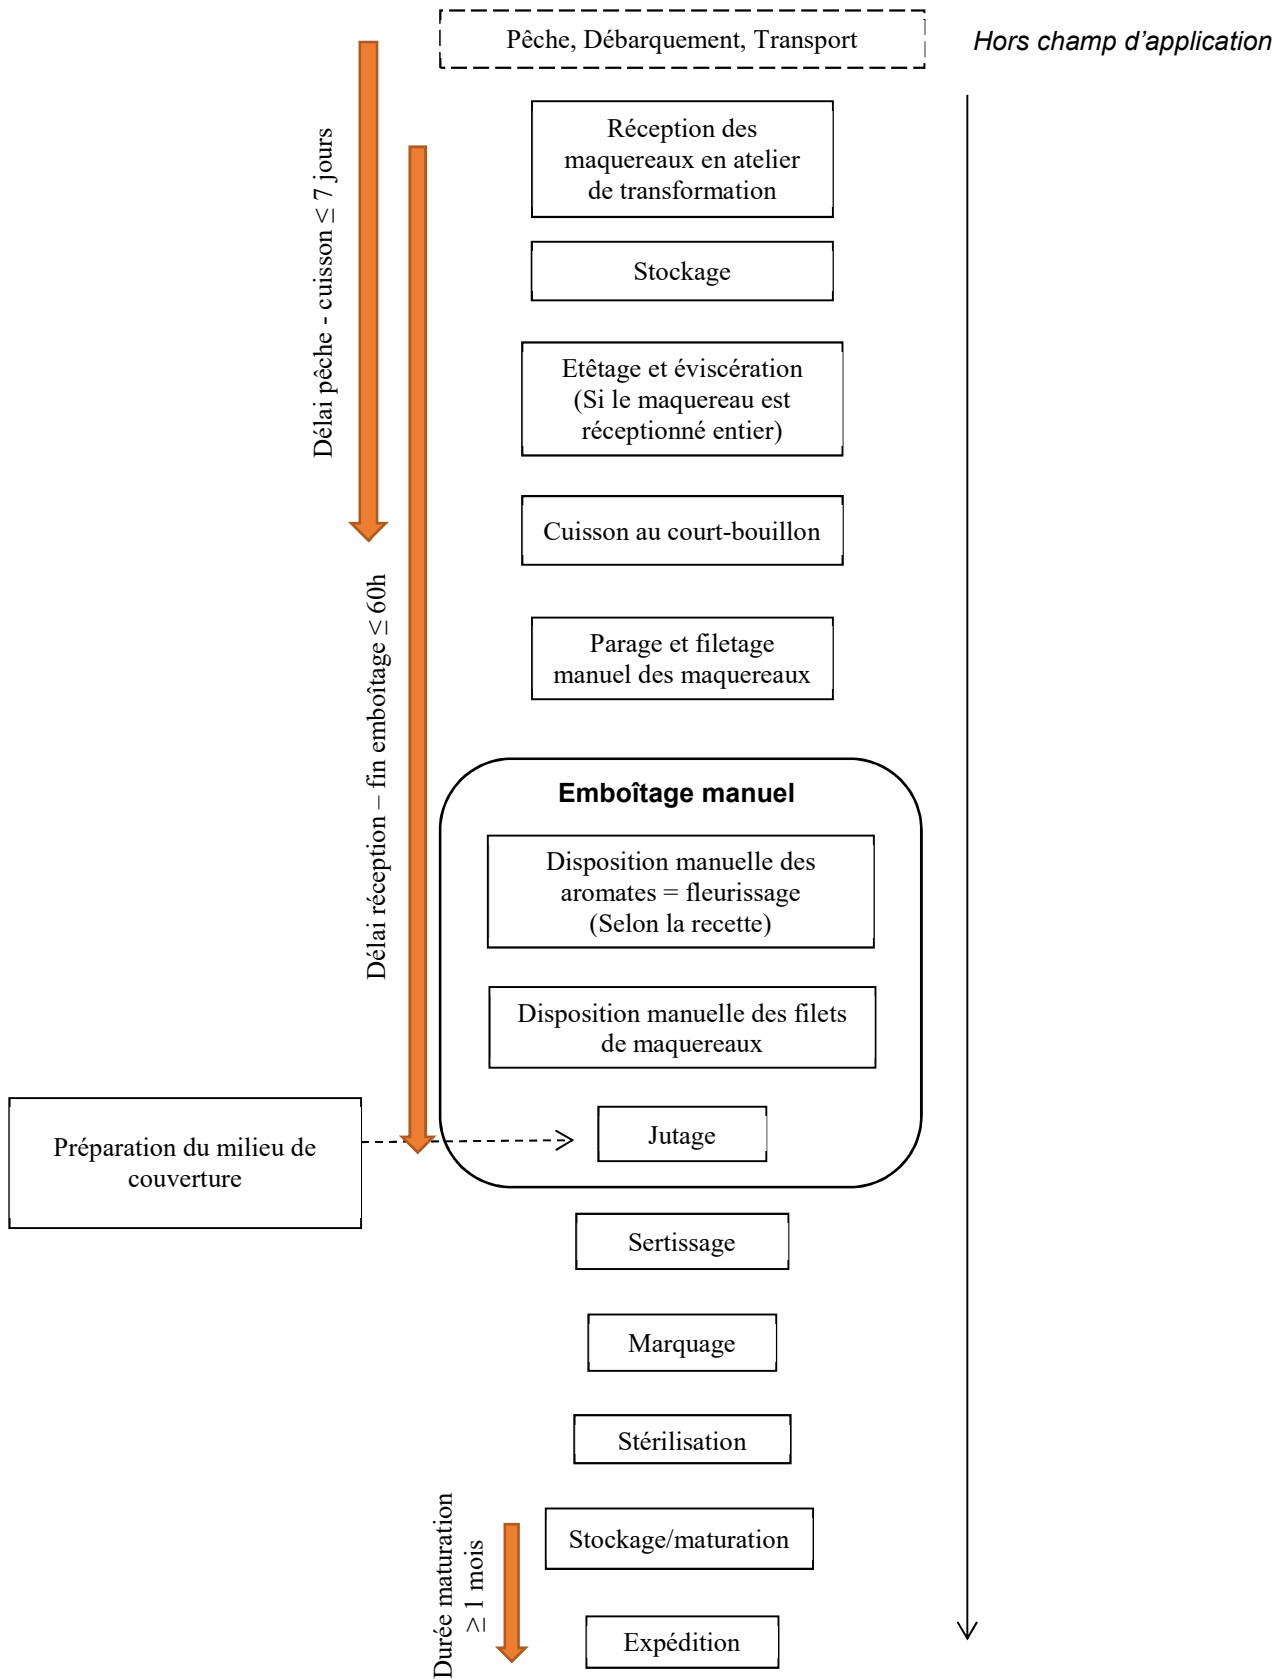 Pêche, Débarquement, Transport
Hors champ d’application
Délai pêche - cuisson ≤ 7 jours
Réception des
maquereaux en atelier
de transformation
Stockage
Etêtage et éviscération
(Si le maquereau est
réceptionné entier)
Cuisson au court-bouillon
Délai réception – fin emboîtage ≤ 60h
Parage et filetage
manuel des maquereaux
Emboîtage manuel
Disposition manuelle des
aromates = fleurissage
(Selon la recette)
Disposition manuelle des filets
de maquereaux
Préparation du milieu de
couverture
Jutage
Sertissage
Marquage
Stérilisation
Durée maturation
≥ 1 mois
Stockage/maturation
Expédition